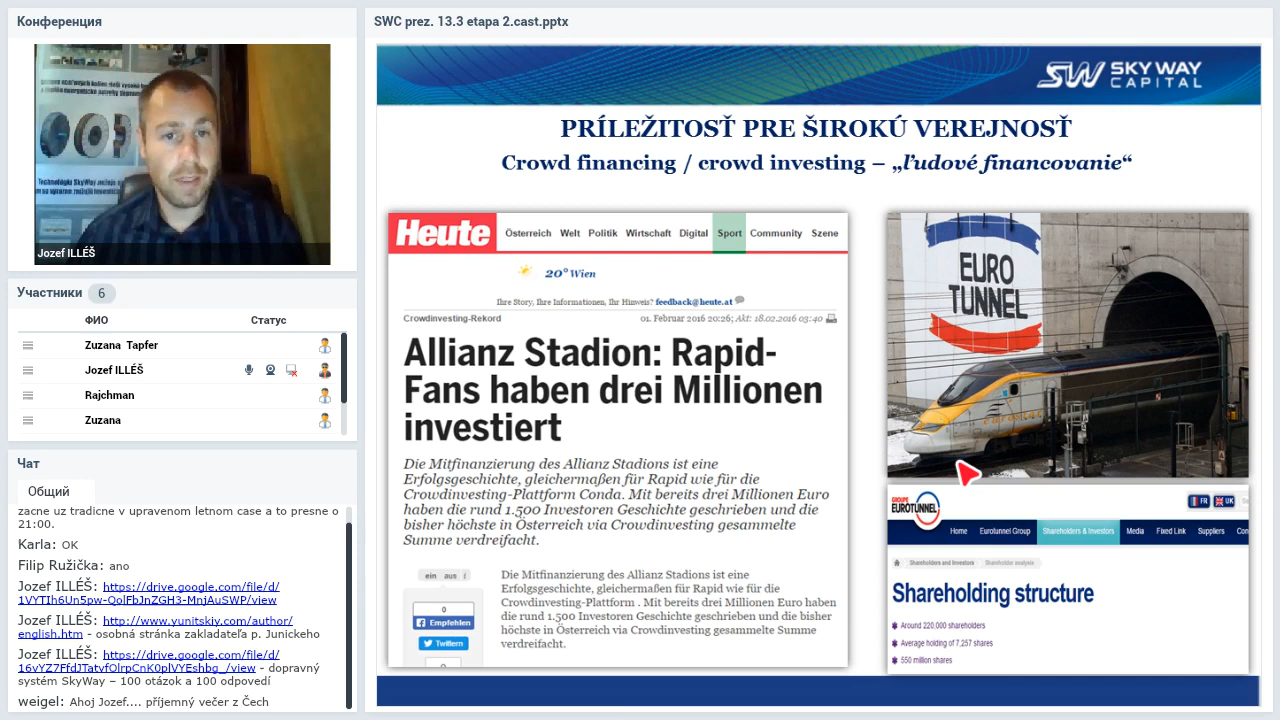 Конференция
Jozef ILLÉŠ
Участники 6
ФИО Статус
Zuzana Tapfer
Jozef ILLÉŠ
Rajchman
Zuzana
Чат
Общий
zacne uz tradicne v upravenom letnom case a to presne o
21:00.
Karla: OK
Filip Ružička: ano
Jozef ILLÉŠ: https://drive.google.com/file/d/
1VYTIh6Un5pw-QolFbJnZGH3-MnjAuSWP/view
Jozef ILLÉŠ: http://www.yunitskiy.com/author/
english.htm - osobná stránka zakladateľa p. Junickeho
Jozef ILLÉŠ: https://drive.google.com/file/d/
16vYZ7FfdJTatvfOlrpCnK0plVYEshbg_/view - dopravný
systém SkyWay – 100 otázok a 100 odpovedí
weigel: Ahoj Jozef.... příjemný večer z Čech
SWC prez. 13.3 etapa 2.cast.pptx
SW SKY WAY
CAPITAL
PRÍLEŽITOSŤ PRE ŠIROKÚ VEREJNOSŤ
Crowd financing / crowd investing – „ľudové financovanie“
Heute Österreich Welt Politik Wirtschaft Digital Sport Community Szene
20° Wien
Ihre Story, Ihre Informationen, Ihr Hinweis? feedback@heute.at
Crowdinvesting-Rekord 01. Februar 2016 20:26; Akt: 18.02.2016 03:40
Allianz Stadion: Rapid-
Fans haben drei Millionen
investiert
Die Mitfinanzierung des Allianz Stadions ist eine
Erfolgsgeschichte, gleichermaßen für Rapid wie für die
Crowdinvesting-Plattform Conda. Mit bereits drei Millionen Euro
haben die rund 1.500 Investoren Geschichte geschrieben und die
bisher höchste in Österreich via Crowdinvesting gesammelte
Summe verdreifacht.
ein aus i
0
Empfehlen
Twittern
0
Die Mitfinanzierung des Allianz Stadions ist eine
Erfolgsgeschichte, gleichermaßen für Rapid wie für die
Crowdinvesting-Plattform . Mit bereits drei Millionen Euro haben
die rund 1.500 Investoren Geschichte geschrieben und die bisher
höchste in Österreich via Crowdinvesting gesammelte Summe
verdreifacht.
EURO
TUNNEL
GROUPE
EUROTUNNEL
FR UK
Home Eurotunnel Group Shareholders & Investors Media Fixed Link Suppliers Con
Shareholders and Investors Shareholder analysis
Shareholding structure
Around 220,000 shareholders
Average holding of 7,257 shares
550 million shares